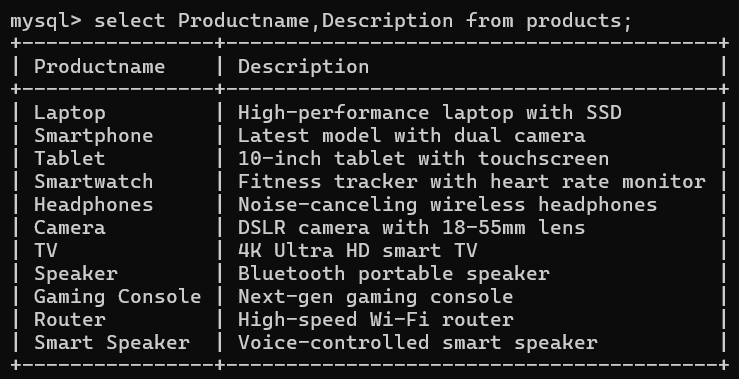 mysql> select Productname,Description from products;
+----------------+-----------------------------------------+
| Productname    | Description                             |
+----------------+-----------------------------------------+
| Laptop         | High-performance laptop with SSD        |
| Smartphone     | Latest model with dual camera           |
| Tablet         | 10-inch tablet with touchscreen         |
| Smartwatch     | Fitness tracker with heart rate monitor |
| Headphones     | Noise-canceling wireless headphones     |
| Camera         | DSLR camera with 18-55mm lens           |
| TV             | 4K Ultra HD smart TV                    |
| Speaker        | Bluetooth portable speaker              |
| Gaming Console | Next-gen gaming console                 |
| Router         | High-speed Wi-Fi router                 |
| Smart Speaker  | Voice-controlled smart speaker          |
+----------------+-----------------------------------------+